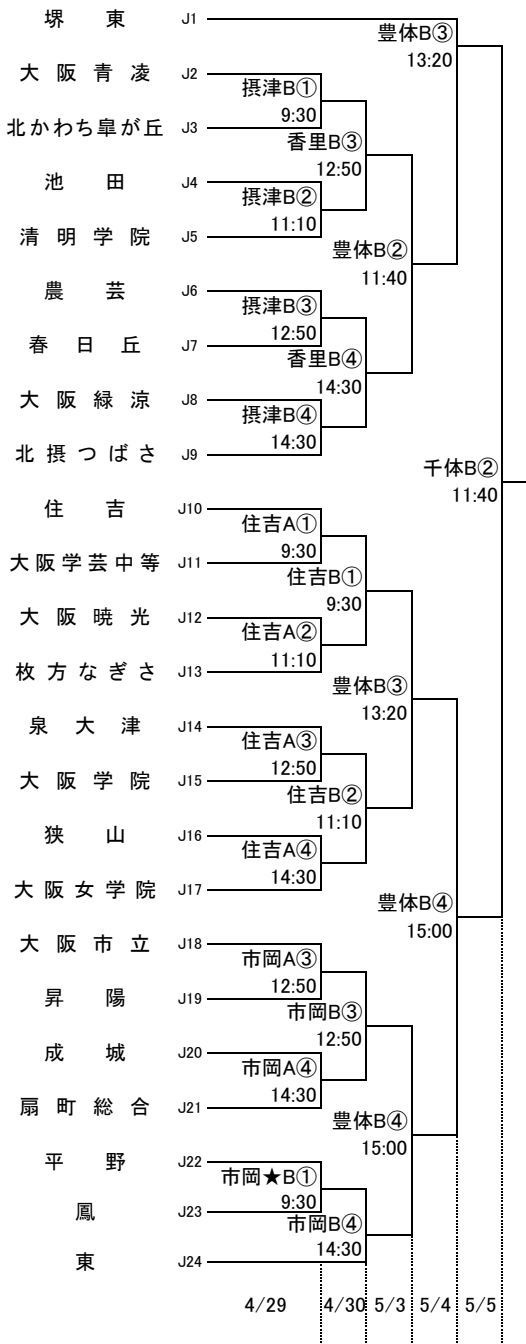 堺東 J1
豊体B③
13:20
大阪青凌 J2
摂津B①
9:30
北かわち皐が丘 J3
香里B③
12:50
池田 J4
摂津B②
11:10
清明学院 J5
豊体B②
11:40
農芸 J6
摂津B③
12:50
春日丘 J7
香里B④
14:30
大阪緑涼 J8
摂津B④
14:30
北摂つばさ J9
千体B②
11:40
住吉 J10
住吉A①
9:30
大阪学芸中等 J11
住吉B①
9:30
大阪暁光 J12
住吉A②
11:10
枚方なぎさ J13
豊体B③
13:20
泉大津 J14
住吉A③
12:50
大阪学院 J15
住吉B②
11:10
狭山 J16
住吉A④
14:30
大阪女学院 J17
豊体B④
15:00
大阪市立 J18
市岡A③
12:50
昇陽 J19
市岡B③
12:50
成城 J20
市岡A④
14:30
扇町総合 J21
豊体B④
15:00
平野 J22
市岡★B①
9:30
鳳 J23
市岡B④
14:30
東 J24
4/29 4/30 5/3 5/4 5/5